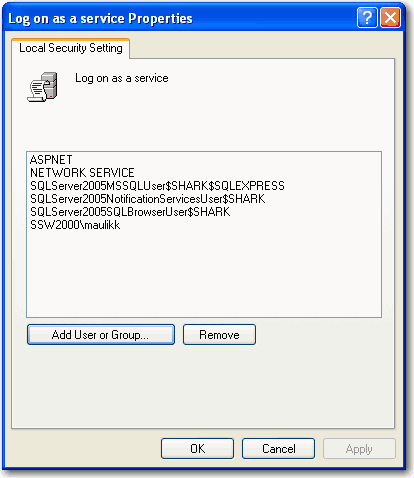 Log on as a service Properties
Local Security Setting
Log on as a service
ASPNET
NETWORK SERVICE
SQLServer2005MSSQLUser$SHARK$SQLEXPRESS
SQLServer2005NotificationServicesUser$SHARK
SQLServer2005SQLBrowserUser$SHARK
SSW2000\maulikk
Add User or Group... Remove
OK Cancel Apply